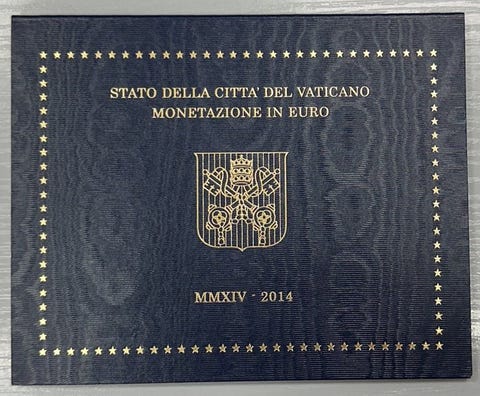 STATO DELLA CITTA' DEL VATICANO
MONETAZIONE IN EURO
MMXIV - 2014